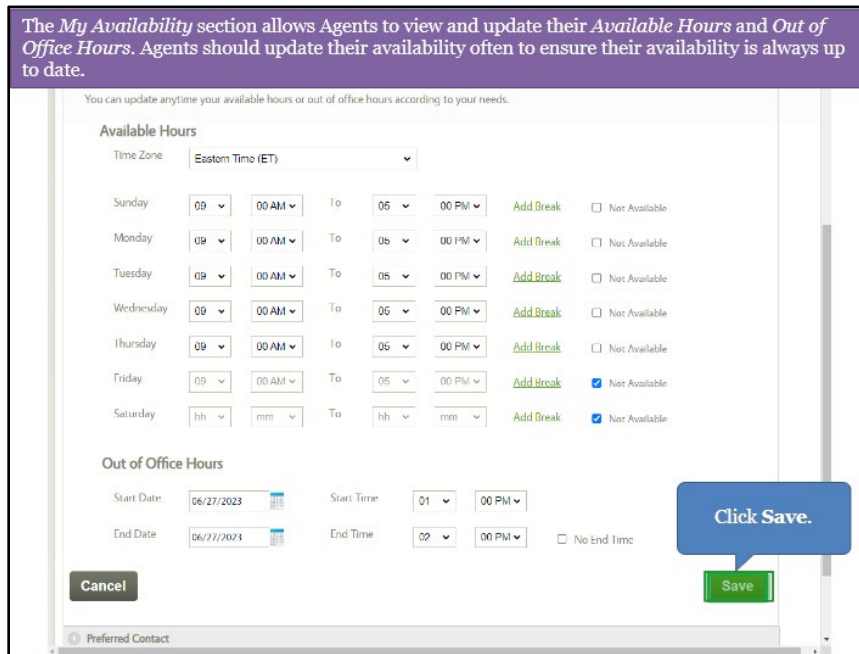 The My Availability section allows Agents to view and update their Available Hours and Out of
Office Hours. Agents should update their availability often to ensure their availability is always up
to date.
You can update anytime your available hours or out of office hours according to your needs.
Available Hours
Time Zone Eastern Time (ET)
Sunday 09 00 AM To 05 00 PM Add Break Not Available
Monday 09 00 AM To 05 00 PM Add Break Not Available
Tuesday 09 00 AM To 05 00 PM Add Break Not Available
Wednesday 09 00 AM To 05 00 PM Add Break Not Available
Thursday 09 00 AM To 05 00 PM Add Break Not Available
Friday 09 00 AM To 05 00 PM Add Break Not Available
Saturday hh mm To hh mm Add Break Not Available
Out of Office Hours
Start Date 06/27/2023 Start Time 01 00 PM
End Date 06/27/2023 End Time 02 00 PM No End Time
Click Save.
Cancel Save
Preferred Contact